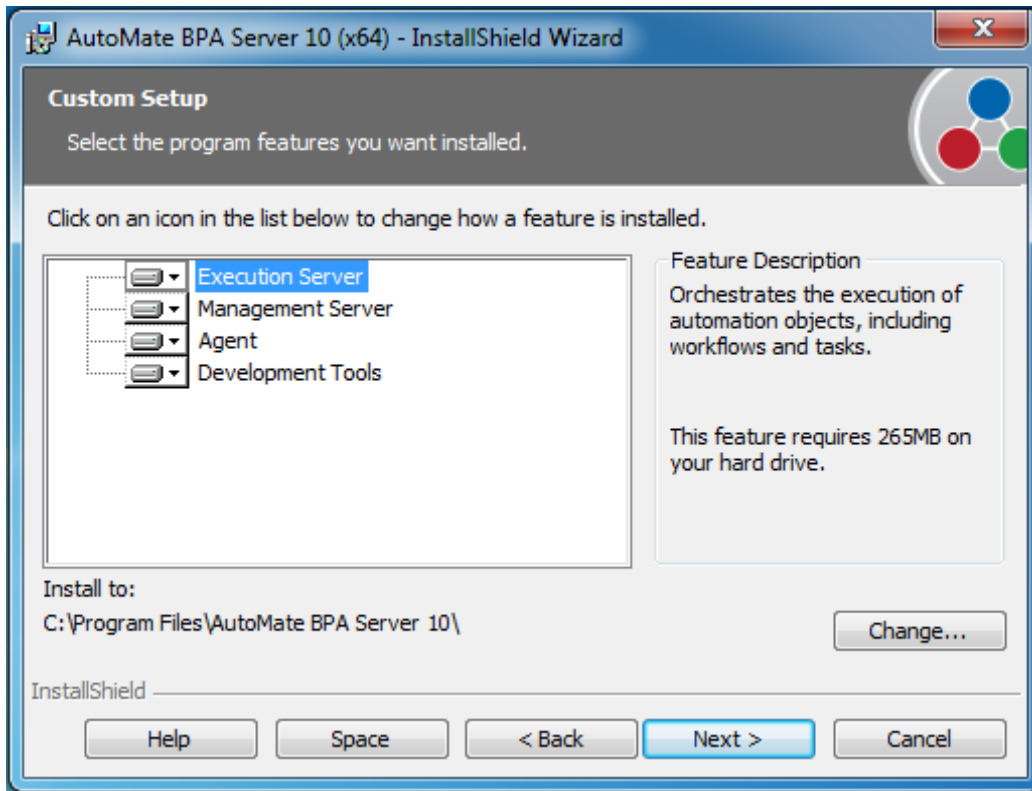 AutoMate BPA Server 10 (x64) - InstallShield Wizard
Custom Setup
Select the program features you want installed.
Click on an icon in the list below to change how a feature is installed.
Execution Server
Management Server
Agent
Development Tools
Feature Description
Orchestrates the execution of
automation objects, including
workflows and tasks.
This feature requires 265MB on
your hard drive.
Install to:
C:\Program Files\AutoMate BPA Server 10\
Change...
InstallShield
Help
Space
< Back
Next >
Cancel